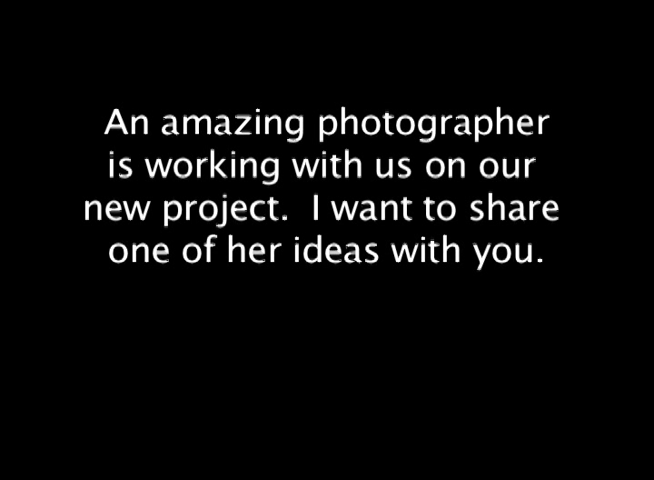 An amazing photographer
is working with us on our
new project.  I want to share
one of her ideas with you.